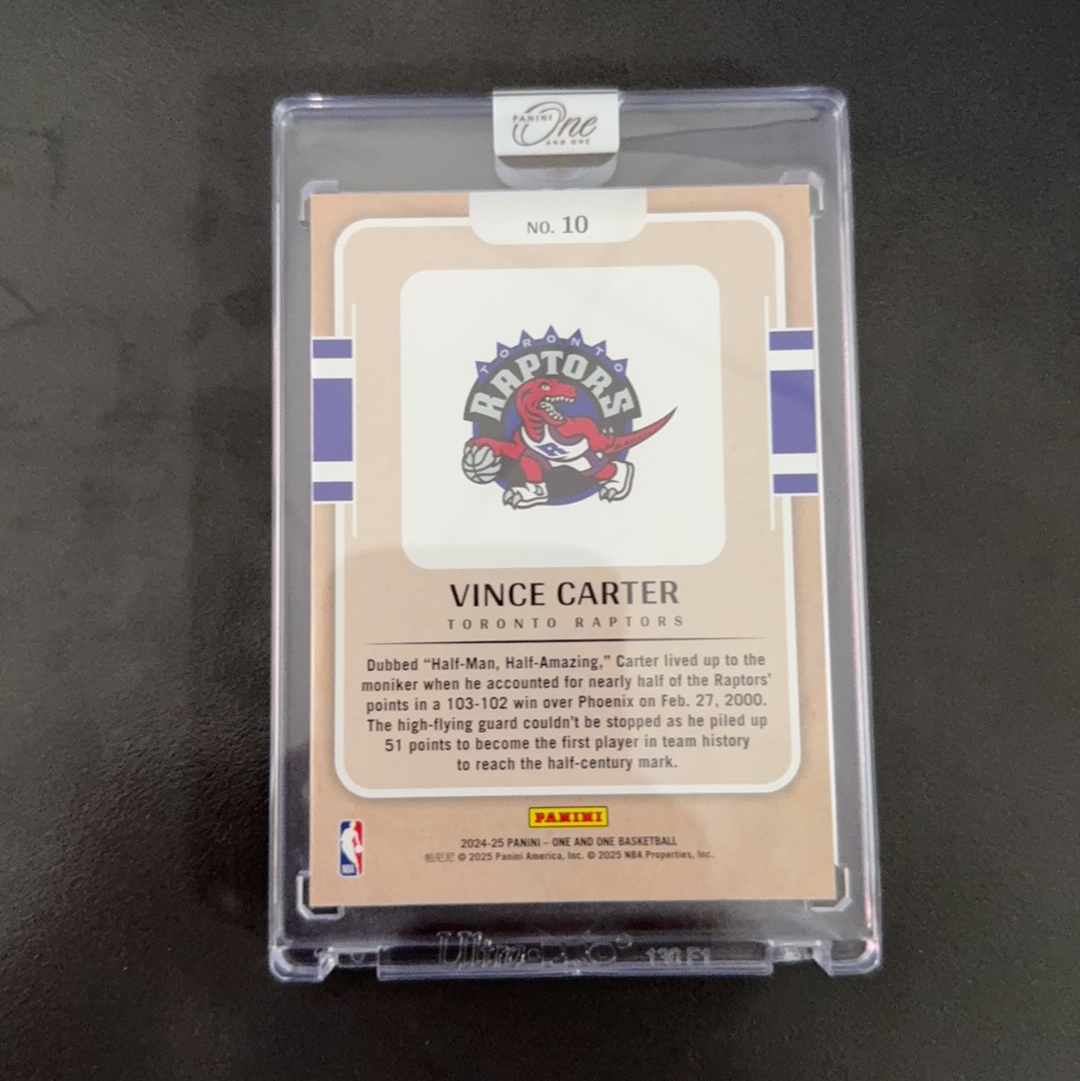 PANINI
One
AND ONE
NO. 10
TORONTO
RAPTORS
VINCE CARTER
TORONTO RAPTORS
Dubbed “Half-Man, Half-Amazing,” Carter lived up to the
moniker when he accounted for nearly half of the Raptors’
points in a 103-102 win over Phoenix on Feb. 27, 2000.
The high-flying guard couldn’t be stopped as he piled up
51 points to become the first player in team history
to reach the half-century mark.
PANINI
2024-25 PANINI – ONE AND ONE BASKETBALL
帕尼尼 © 2025 Panini America, Inc. © 2025 NBA Properties, Inc.